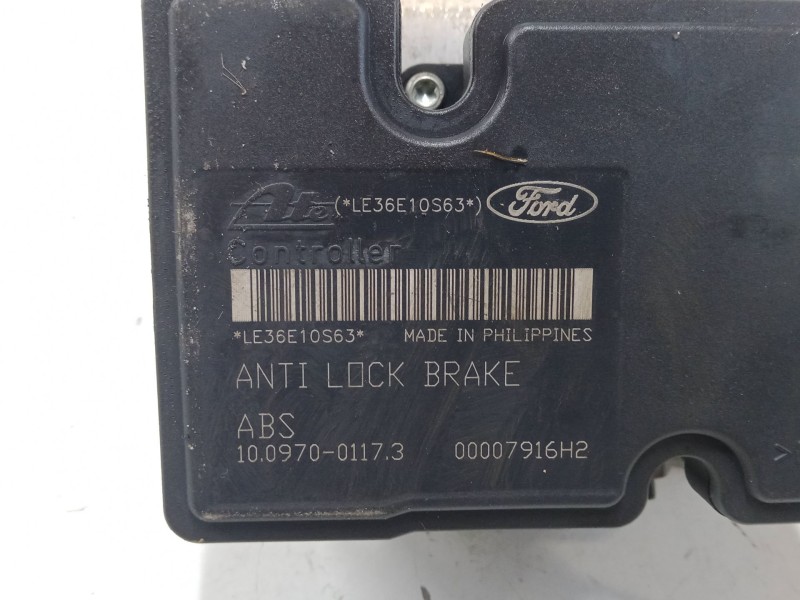 Ate (*LE36E10S63*) Ford
Controller
*LE36E10S63* MADE IN PHILIPPINES
ANTI LOCK BRAKE
ABS
10.0970-0117.3 00007916H2